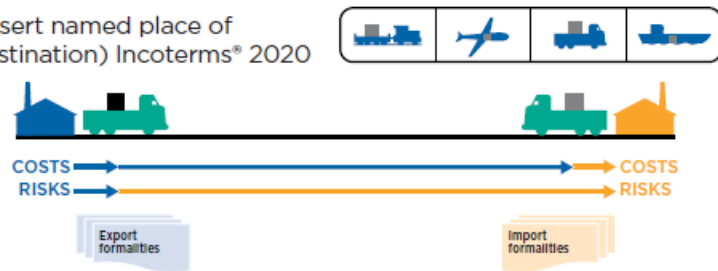 sert named place of
stination) Incoterms® 2020
COSTS COSTS
RISKS RISKS
Export
formalities
Import
formalities